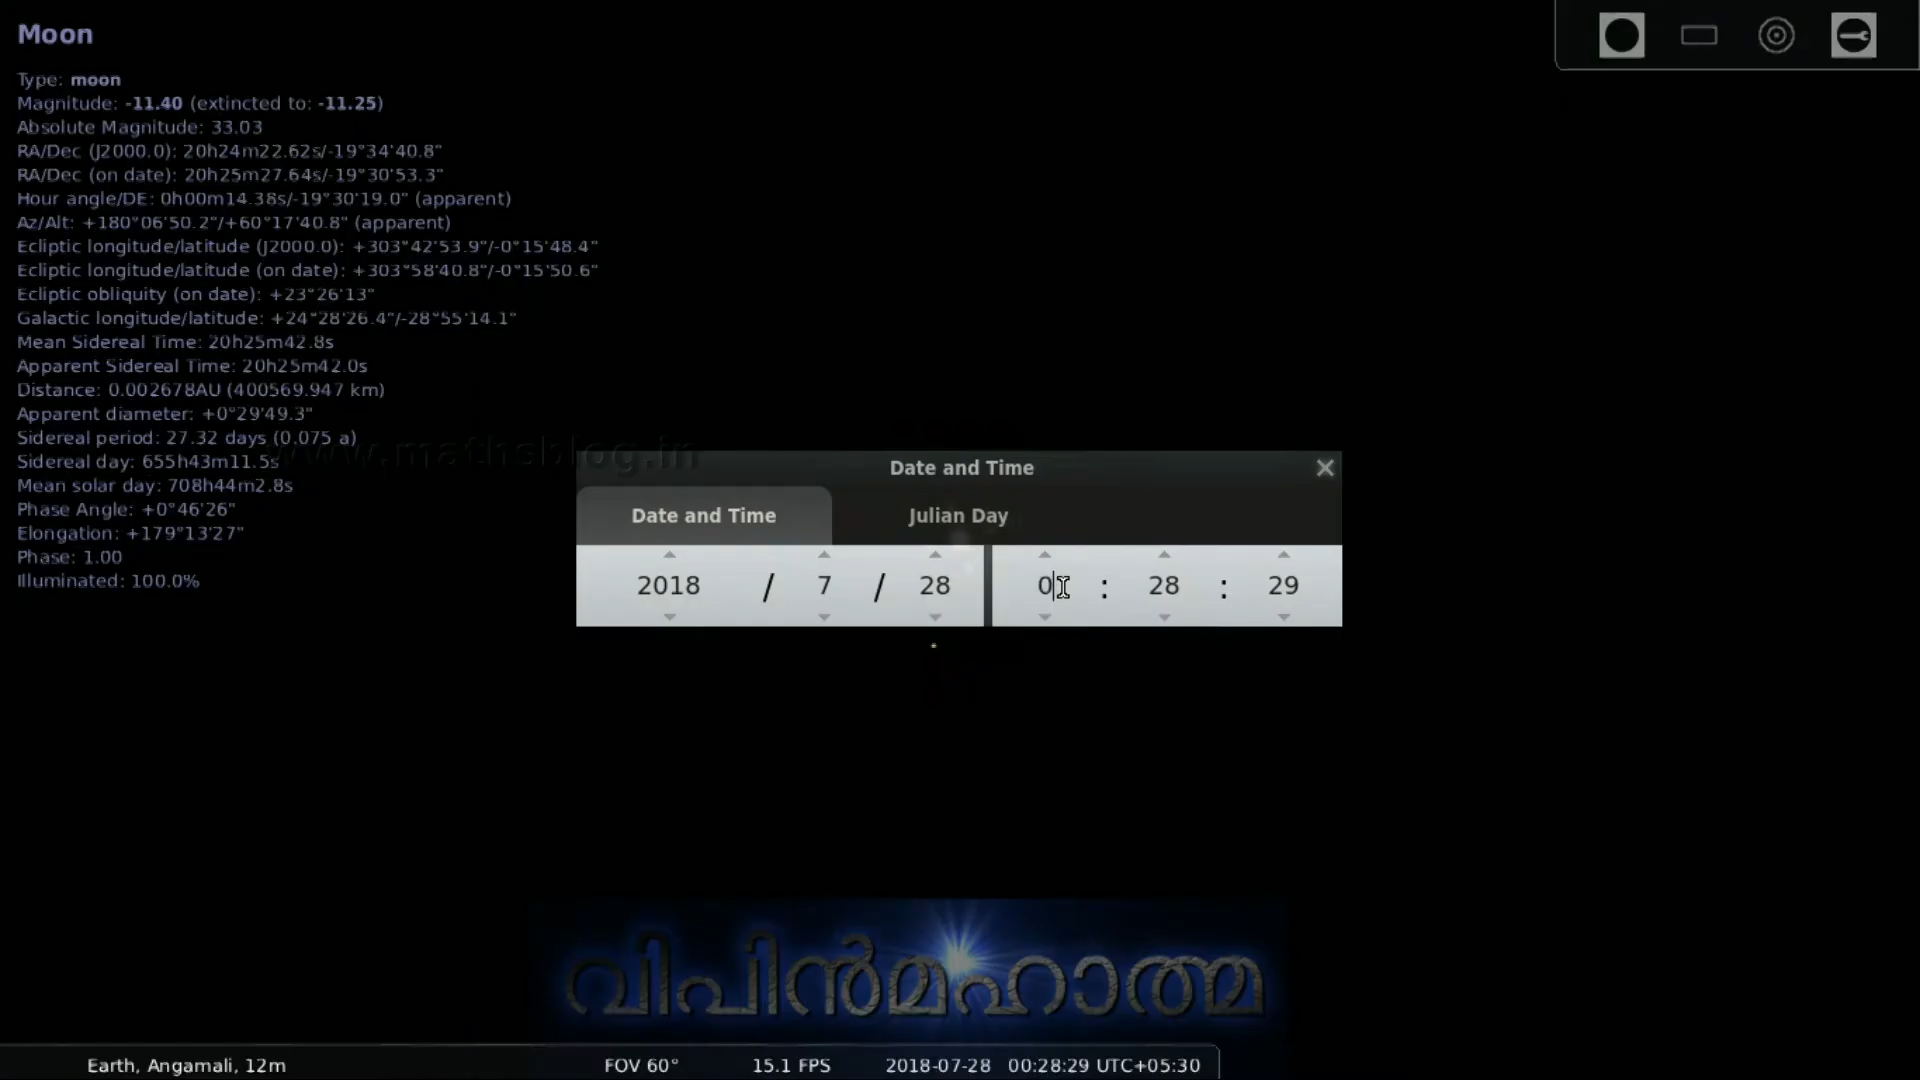 Moon
Type: moon
Magnitude: -11.40 (extincted to: -11.25)
Absolute Magnitude: 33.03
RA/Dec (J2000.0): 20h24m22.62s/-19°34'40.8"
RA/Dec (on date): 20h25m27.64s/-19°30'53.3"
Hour angle/DE: 0h00m14.38s/-19°30'19.0" (apparent)
Az/Alt: +180°06'50.2"/+60°17'40.8" (apparent)
Ecliptic longitude/latitude (J2000.0): +303°42'53.9"/-0°15'48.4"
Ecliptic longitude/latitude (on date): +303°58'40.8"/-0°15'50.6"
Ecliptic obliquity (on date): +23°26'13"
Galactic longitude/latitude: +24°28'26.4"/-28°55'14.1"
Mean Sidereal Time: 20h25m42.8s
Apparent Sidereal Time: 20h25m42.0s
Distance: 0.002678AU (400569.947 km)
Apparent diameter: +0°29'49.3"
Sidereal period: 27.32 days (0.075 a)
Sidereal day: 655h43m11.5s
Mean solar day: 708h44m2.8s
Phase Angle: +0°46'26"
Elongation: +179°13'27"
Phase: 1.00
Illuminated: 100.0%
www.mathsblog.in
Date and Time
Date and Time Julian Day
2018 / 7 / 28 0 : 28 : 29
വിപിൻമഹാത്മ
Earth, Angamali, 12m FOV 60° 15.1 FPS 2018-07-28 00:28:29 UTC+05:30